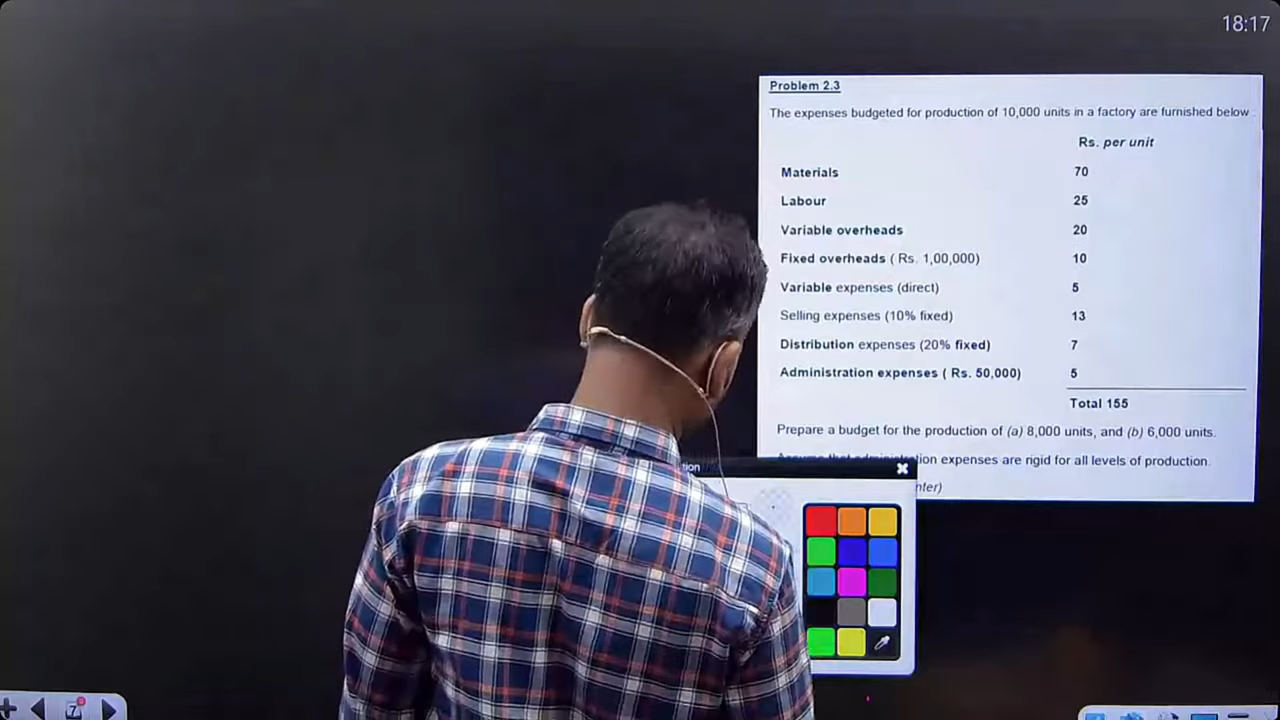 18:17
Problem 2.3
The expenses budgeted for production of 10,000 units in a factory are furnished below
Rs. per unit
Materials 70
Labour 25
Variable overheads 20
Fixed overheads ( Rs. 1,00,000) 10
Variable expenses (direct) 5
Selling expenses (10% fixed) 13
Distribution expenses (20% fixed) 7
Administration expenses ( Rs. 50,000) 5
Total 155
Prepare a budget for the production of (a) 8,000 units, and (b) 6,000 units.
Assume that administration expenses are rigid for all levels of production.
7